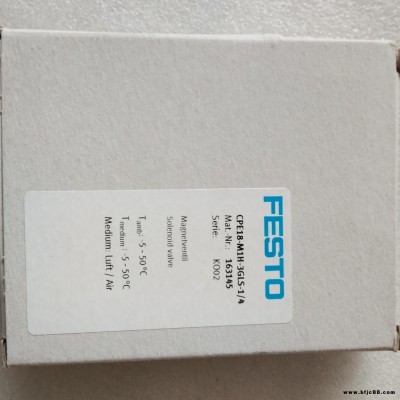 FESTO
CPE18-M1H-3GLS-1/4
Mat.-Nr.: 163145
Serie: KO02
Magnetventil
Solenoid valve
Tamb: -5 - 50 °C
Tmedium: -5 - 50 °C
Medium: Luft / Air
www.bfjc88.com